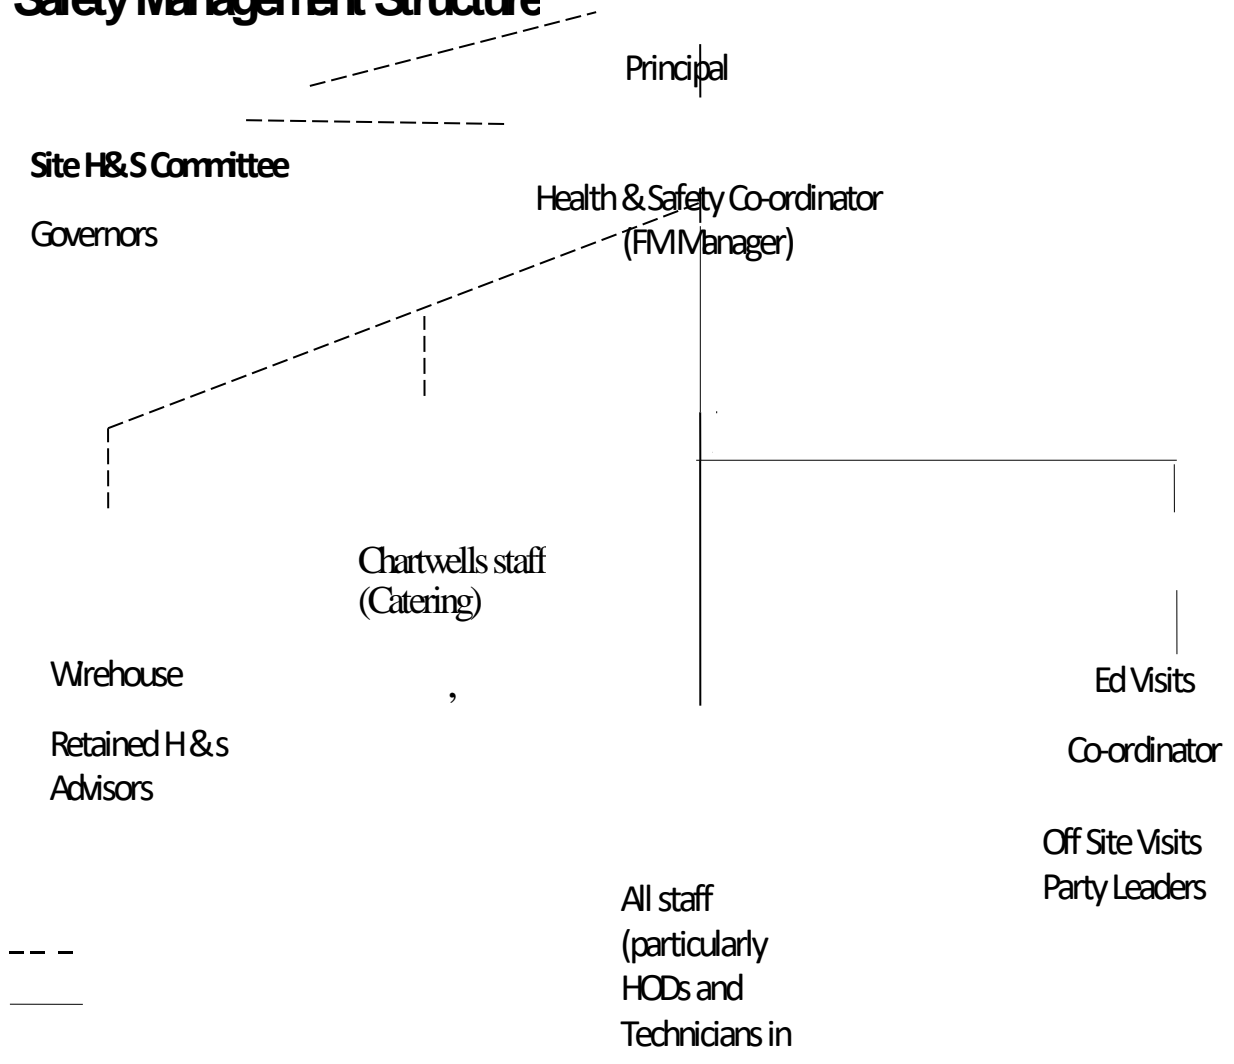 Safety Management Structure
Principal
Site H&S Committee
Health & Safety Co-ordinator
Governors
(FM Manager)
Chartwells staff
(Catering)
Wirehouse
Ed Visits
,
Retained H & s
Co-ordinator
Advisors
Off Site Visits
Party Leaders
All staff
(particularly
HODs and
Technicians in